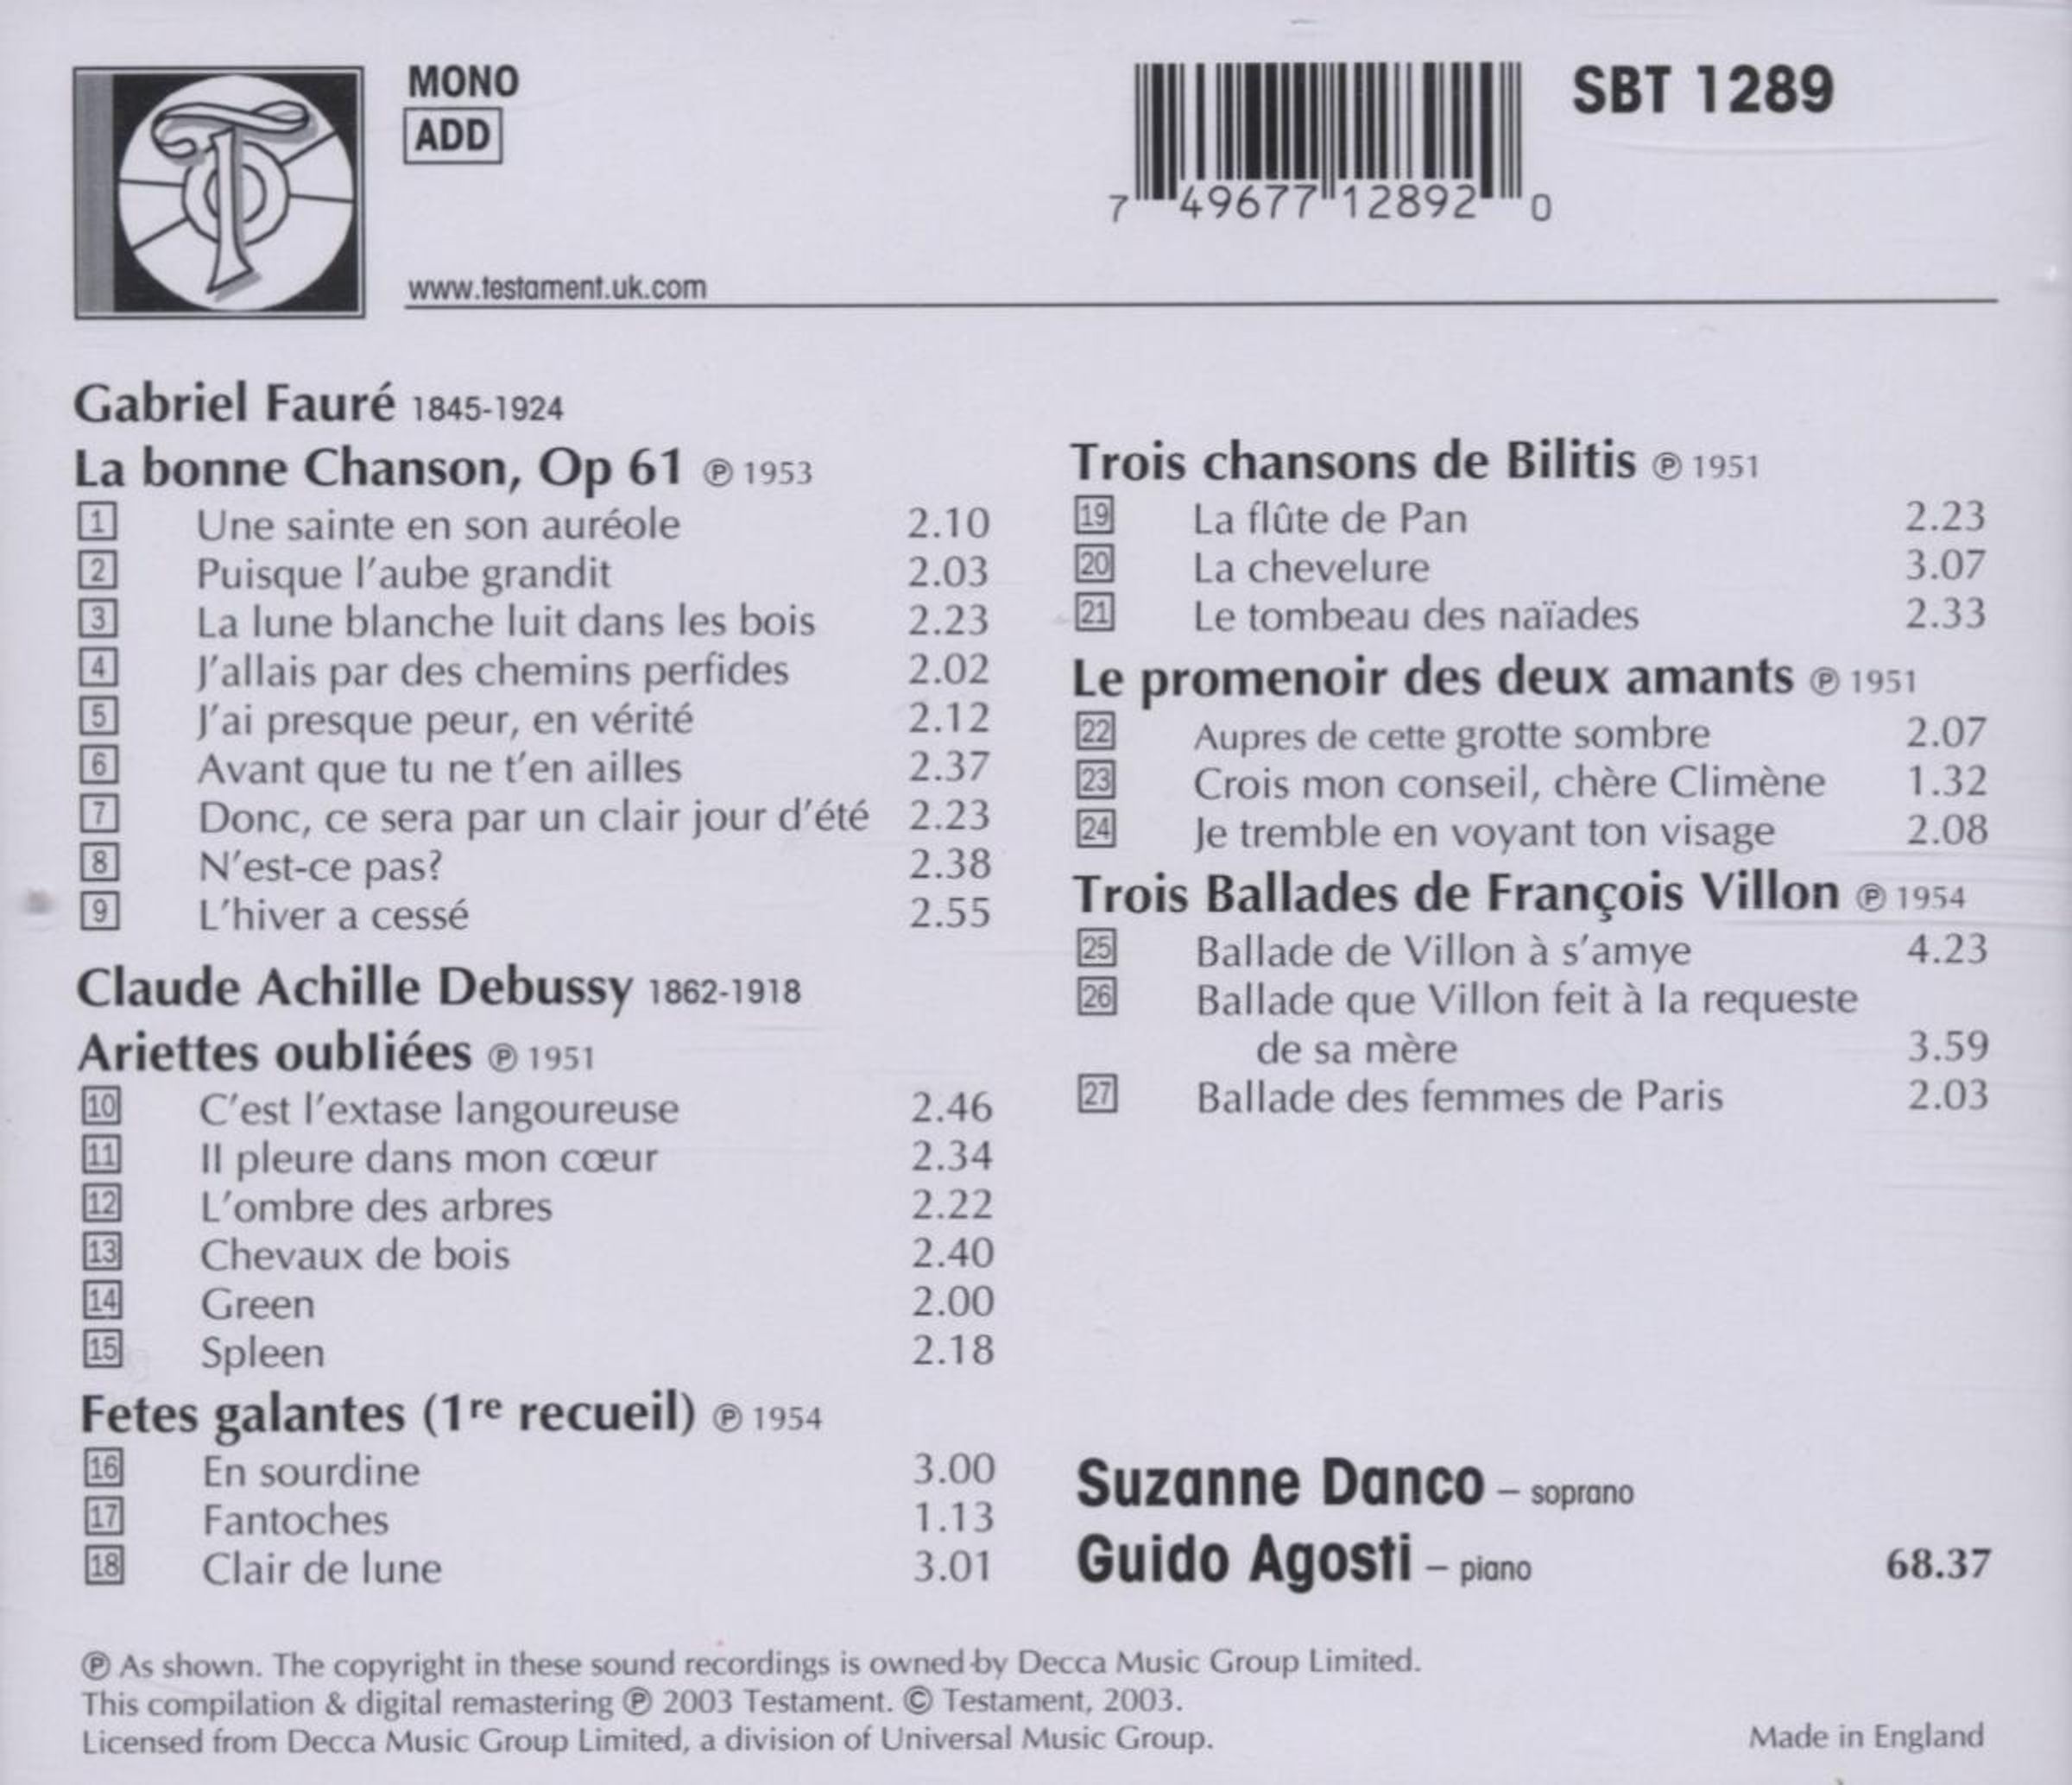 MONO
ADD
www.testament.uk.com
7 49677 12892 0
SBT 1289
Gabriel Fauré 1845-1924
La bonne Chanson, Op 61 ℗ 1953
1 Une sainte en son auréole 2.10
2 Puisque l'aube grandit 2.03
3 La lune blanche luit dans les bois 2.23
4 J'allais par des chemins perfides 2.02
5 J'ai presque peur, en vérité 2.12
6 Avant que tu ne t'en ailles 2.37
7 Donc, ce sera par un clair jour d'été 2.23
8 N'est-ce pas? 2.38
9 L'hiver a cessé 2.55
Claude Achille Debussy 1862-1918
Ariettes oubliées ℗ 1951
10 C'est l'extase langoureuse 2.46
11 Il pleure dans mon cœur 2.34
12 L'ombre des arbres 2.22
13 Chevaux de bois 2.40
14 Green 2.00
15 Spleen 2.18
Fetes galantes (1re recueil) ℗ 1954
16 En sourdine 3.00
17 Fantoches 1.13
18 Clair de lune 3.01
Trois chansons de Bilitis ℗ 1951
19 La flûte de Pan 2.23
20 La chevelure 3.07
21 Le tombeau des naïades 2.33
Le promenoir des deux amants ℗ 1951
22 Aupres de cette grotte sombre 2.07
23 Crois mon conseil, chère Climène 1.32
24 Je tremble en voyant ton visage 2.08
Trois Ballades de François Villon ℗ 1954
25 Ballade de Villon à s'amye 4.23
26 Ballade que Villon feit à la requeste
de sa mère 3.59
27 Ballade des femmes de Paris 2.03
Suzanne Danco – soprano
Guido Agosti – piano 68.37
℗ As shown. The copyright in these sound recordings is owned by Decca Music Group Limited.
This compilation & digital remastering ℗ 2003 Testament. © Testament, 2003.
Licensed from Decca Music Group Limited, a division of Universal Music Group.
Made in England